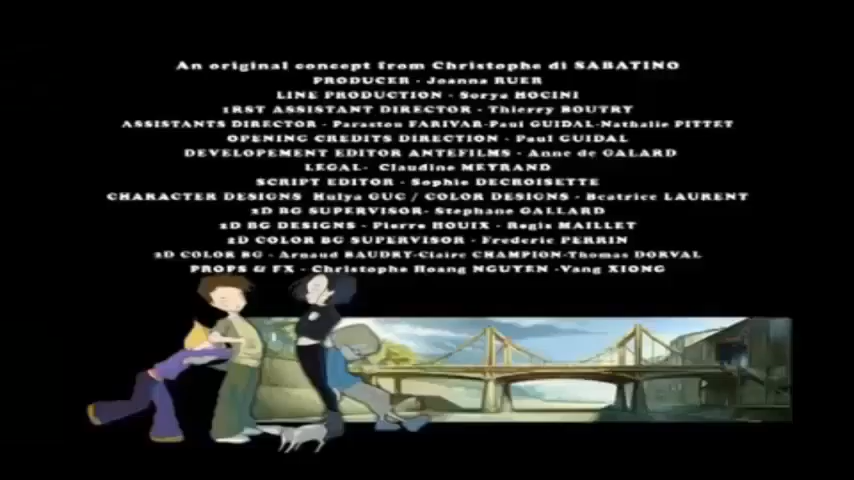 An original concept from Christophe di SABATINO
PRODUCER - Joanna RUER
LINE PRODUCTION - Sorya HOCINI
1RST ASSISTANT DIRECTOR - Thierry BOUTRY
ASSISTANTS DIRECTOR - Parastou FARIVAR-Paul GUIDAL-Nathalie PITTET
OPENING CREDITS DIRECTION - Paul GUIDAL
DEVELOPEMENT EDITOR ANTEFILMS - Anne de GALARD
LEGAL- Claudine METRAND
SCRIPT EDITOR - Sophie DECROISETTE
CHARACTER DESIGNS Hulya GUC / COLOR DESIGNS - Beatrice LAURENT
2D BG SUPERVISOR- Stephane GALLARD
2D BG DESIGNS - Pierre HOUIX - Regis MAILLET
2D COLOR BG SUPERVISOR - Frederic PERRIN
2D COLOR BG - Arnaud BAUDRY-Claire CHAMPION-Thomas DORVAL
PROPS & FX - Christophe Hoang NGUYEN -Vang XIONG